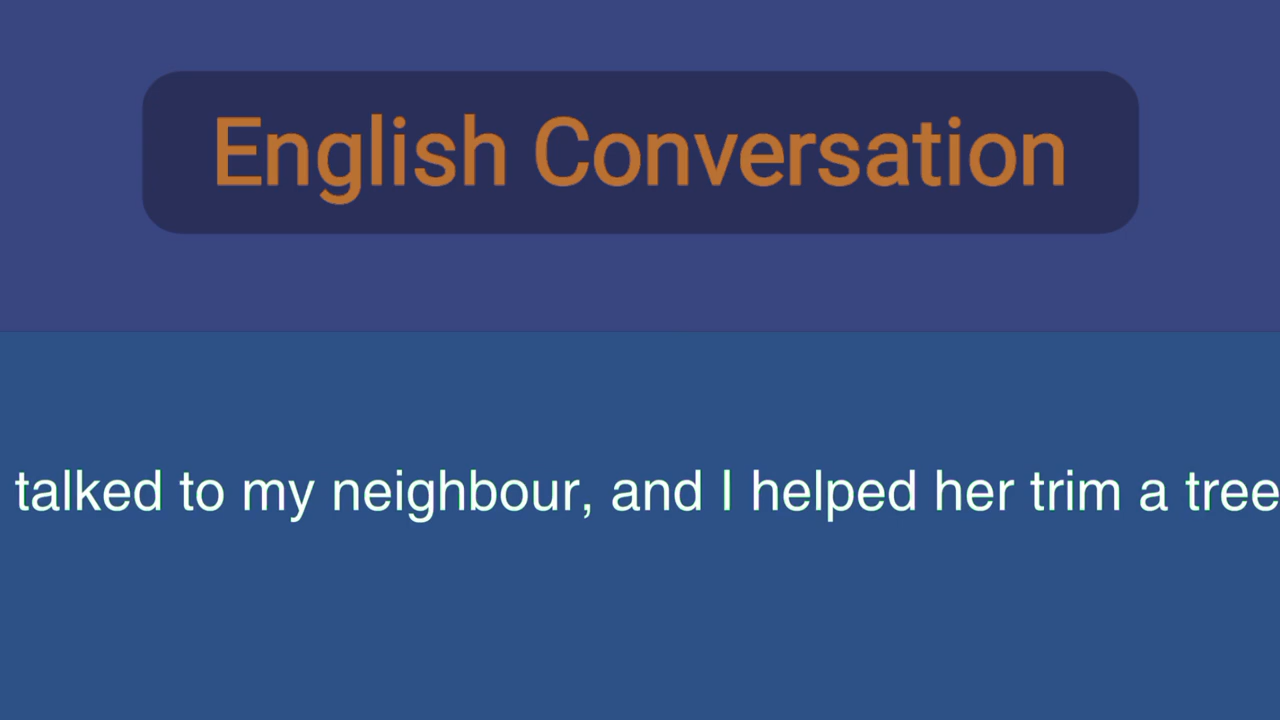 English Conversation
talked to my neighbour, and I helped her trim a tree